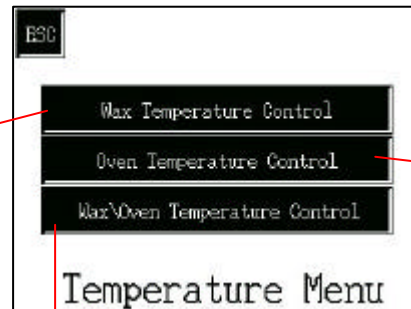 ESC
Wax Temperature Control
Oven Temperature Control
Wax\Oven Temperature Control
Temperature Menu